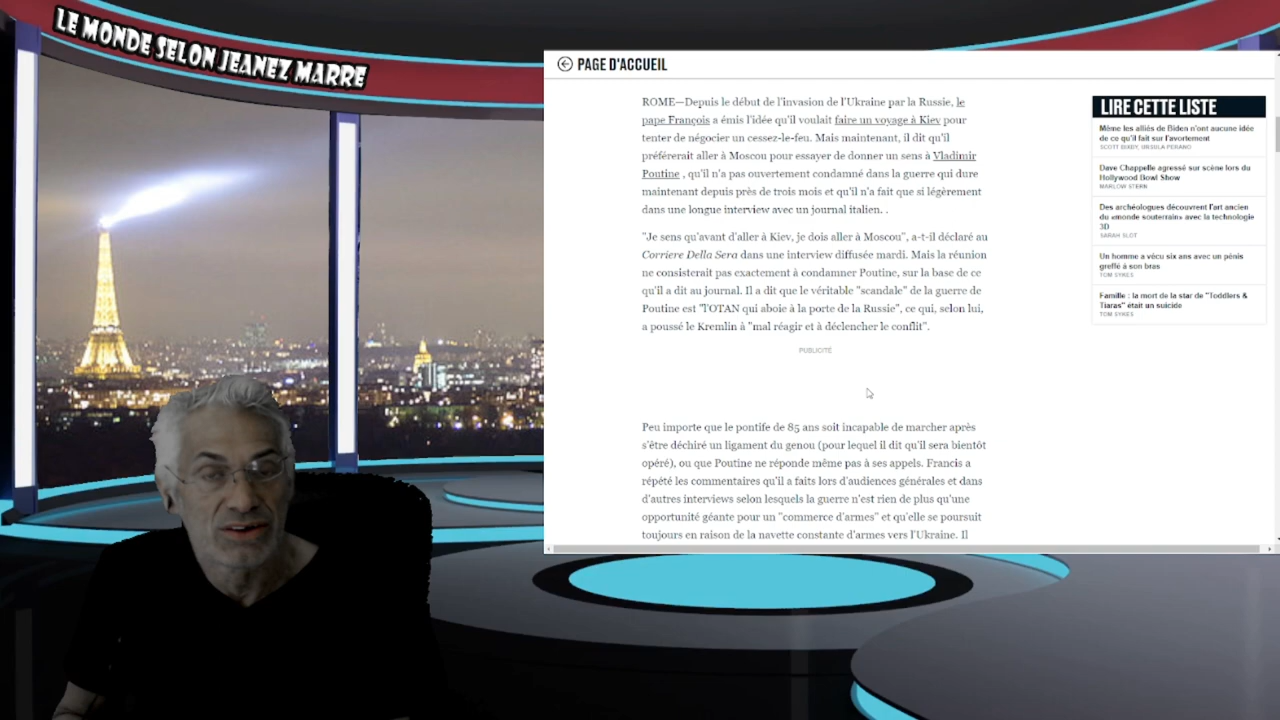 LE MONDE SELON JEANEZ MARRE
PAGE D'ACCUEIL
ROME—Depuis le début de l'invasion de l'Ukraine par la Russie, le
pape François a émis l'idée qu'il voulait faire un voyage à Kiev pour
tenter de négocier un cessez-le-feu. Mais maintenant, il dit qu'il
préférerait aller à Moscou pour essayer de donner un sens à Vladimir
Pontine , qu'il n'a pas ouvertement condamné dans la guerre qui dure
maintenant depuis près de trois mois et qu'il n'a fait que si légèrement
dans une longue interview avec un journal italien. .
"Je sens qu'avant d'aller à Kiev, je dois aller à Moscou", a-t-il déclaré au
Corriere Della Sera dans une interview diffusée mardi. Mais la réunion
ne consisterait pas exactement à condamner Poutine, sur la base de ce
qu'il a dit au journal. Il a dit que le véritable "scandale" de la guerre de
Poutine est "l'OTAN qui aboie à la porte de la Russie", ce qui, selon lui,
a poussé le Kremlin à "mal réagir et à déclencher le conflit".
PUBLICITÉ
Peu importe que le pontife de 85 ans soit incapable de marcher après
s'être déchiré un ligament du genou (pour lequel il dit qu'il sera bientôt
opéré), ou que Poutine ne réponde même pas à ses appels. Francis a
répété les commentaires qu'il a faits lors d'audiences générales et dans
d'autres interviews selon lesquels la guerre n'est rien de plus qu'une
opportunité géante pour un "commerce d'armes" et qu'elle se poursuit
toujours en raison de la navette constante d'armes vers l'Ukraine. Il
LIRE CETTE LISTE
Même les alliés de Biden n'ont aucune idée
de ce qu'il fait sur l'avortement
SCOTT BIXBY, URSULA PERANO
Dave Chappelle agressé sur scène lors du
Hollywood Bowl Show
MARLOW STERN
Des archéologues découvrent l'art ancien
du «monde souterrain» avec la technologie
3D
SARAH SLOT
Un homme a vécu six ans avec un pénis
greffé à son bras
TOM SYKES
Famille : la mort de la star de "Toddlers &
Tiaras" était un suicide
TOM SYKES